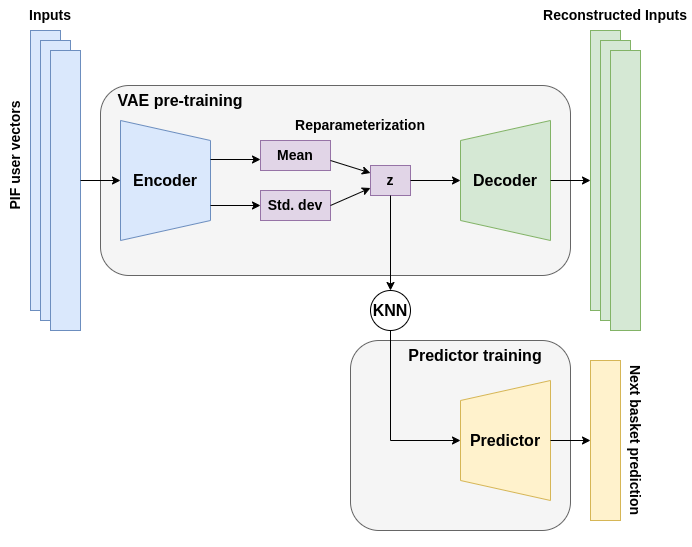 Inputs
Reconstructed Inputs
PIF user vectors
VAE pre-training
Reparameterization
Encoder
Mean
Std. dev
z
Decoder
KNN
Predictor training
Predictor
Next basket prediction